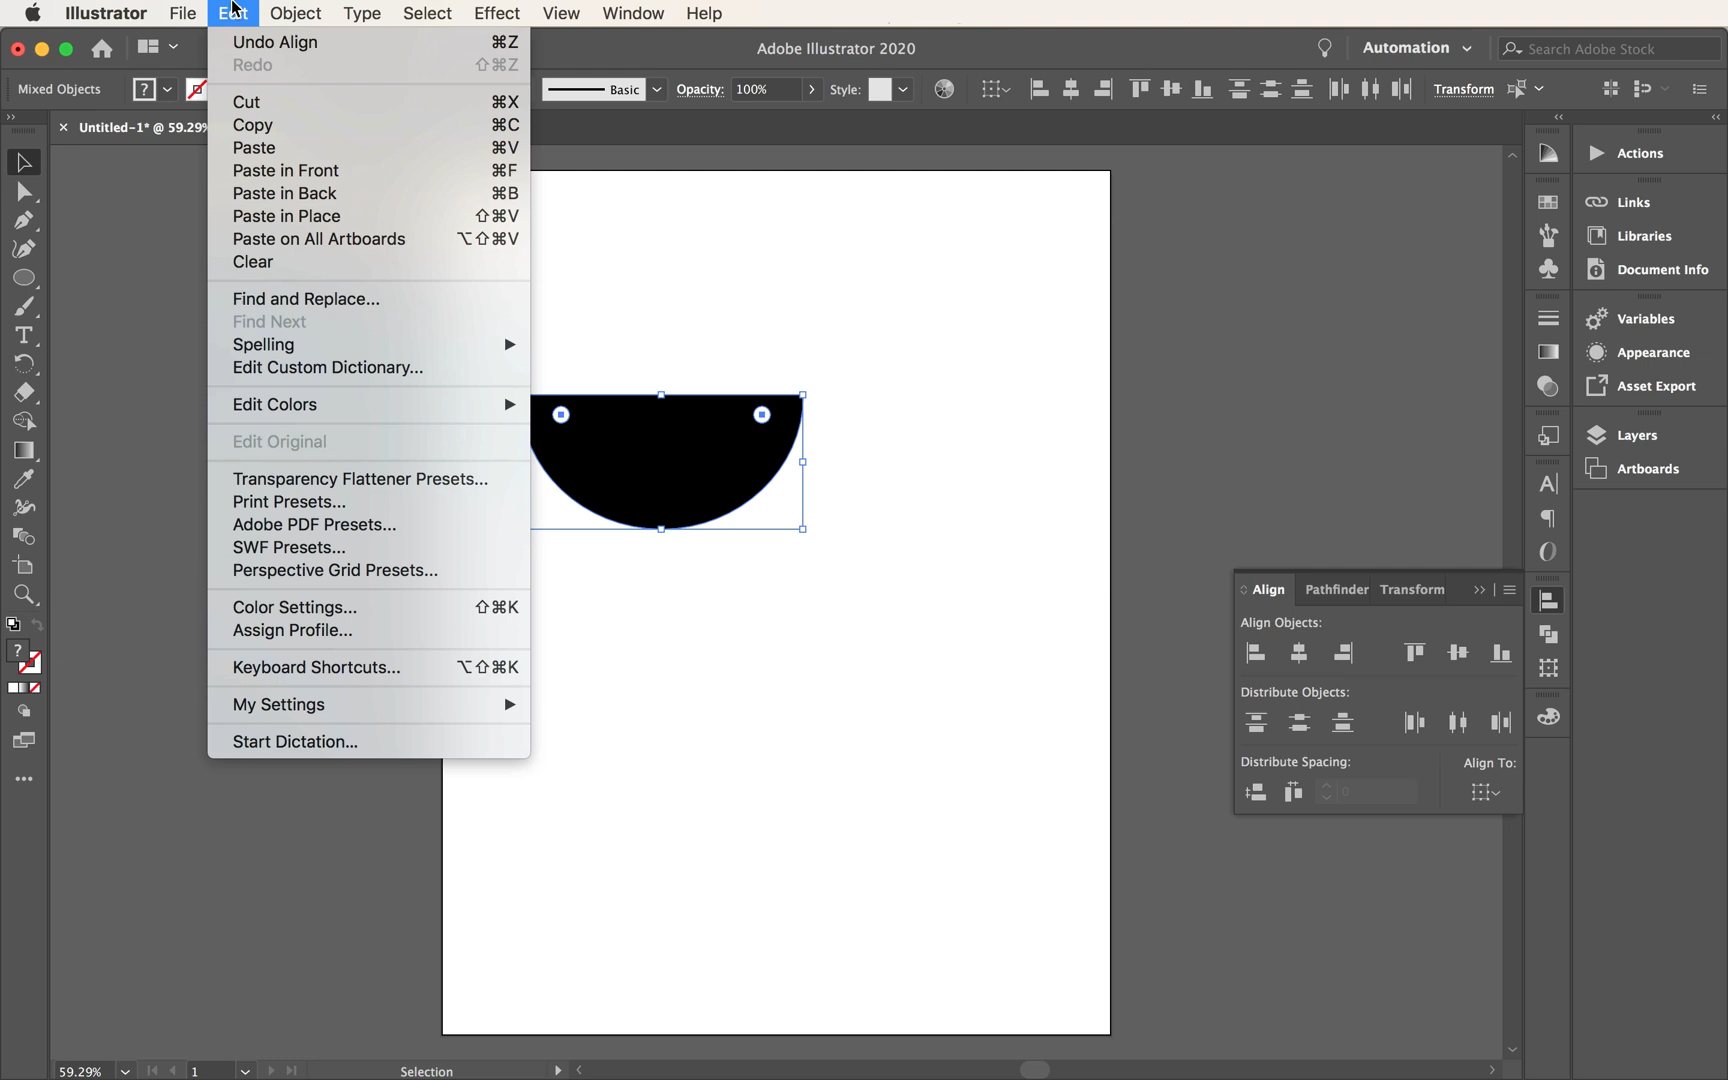 Illustrator File Edit Object Type Select Effect View Window Help
Adobe Illustrator 2020
Automation
Search Adobe Stock
Mixed Objects
?
Basic
Opacity: 100%
Style:
Transform
× Untitled-1* @ 59.29%
Undo Align ⌘Z
Redo ⇧⌘Z
Cut ⌘X
Copy ⌘C
Paste ⌘V
Paste in Front ⌘F
Paste in Back ⌘B
Paste in Place ⇧⌘V
Paste on All Artboards ⌥⇧⌘V
Clear
Find and Replace...
Find Next
Spelling
Edit Custom Dictionary...
Edit Colors
Edit Original
Transparency Flattener Presets...
Print Presets...
Adobe PDF Presets...
SWF Presets...
Perspective Grid Presets...
Color Settings... ⇧⌘K
Assign Profile...
Keyboard Shortcuts... ⌥⇧⌘K
My Settings
Start Dictation...
Actions
Links
Libraries
Document Info
Variables
Appearance
Asset Export
Layers
Artboards
Align Pathfinder Transform
Align Objects:
Distribute Objects:
Distribute Spacing: Align To:
0
?
59.29% 1 Selection